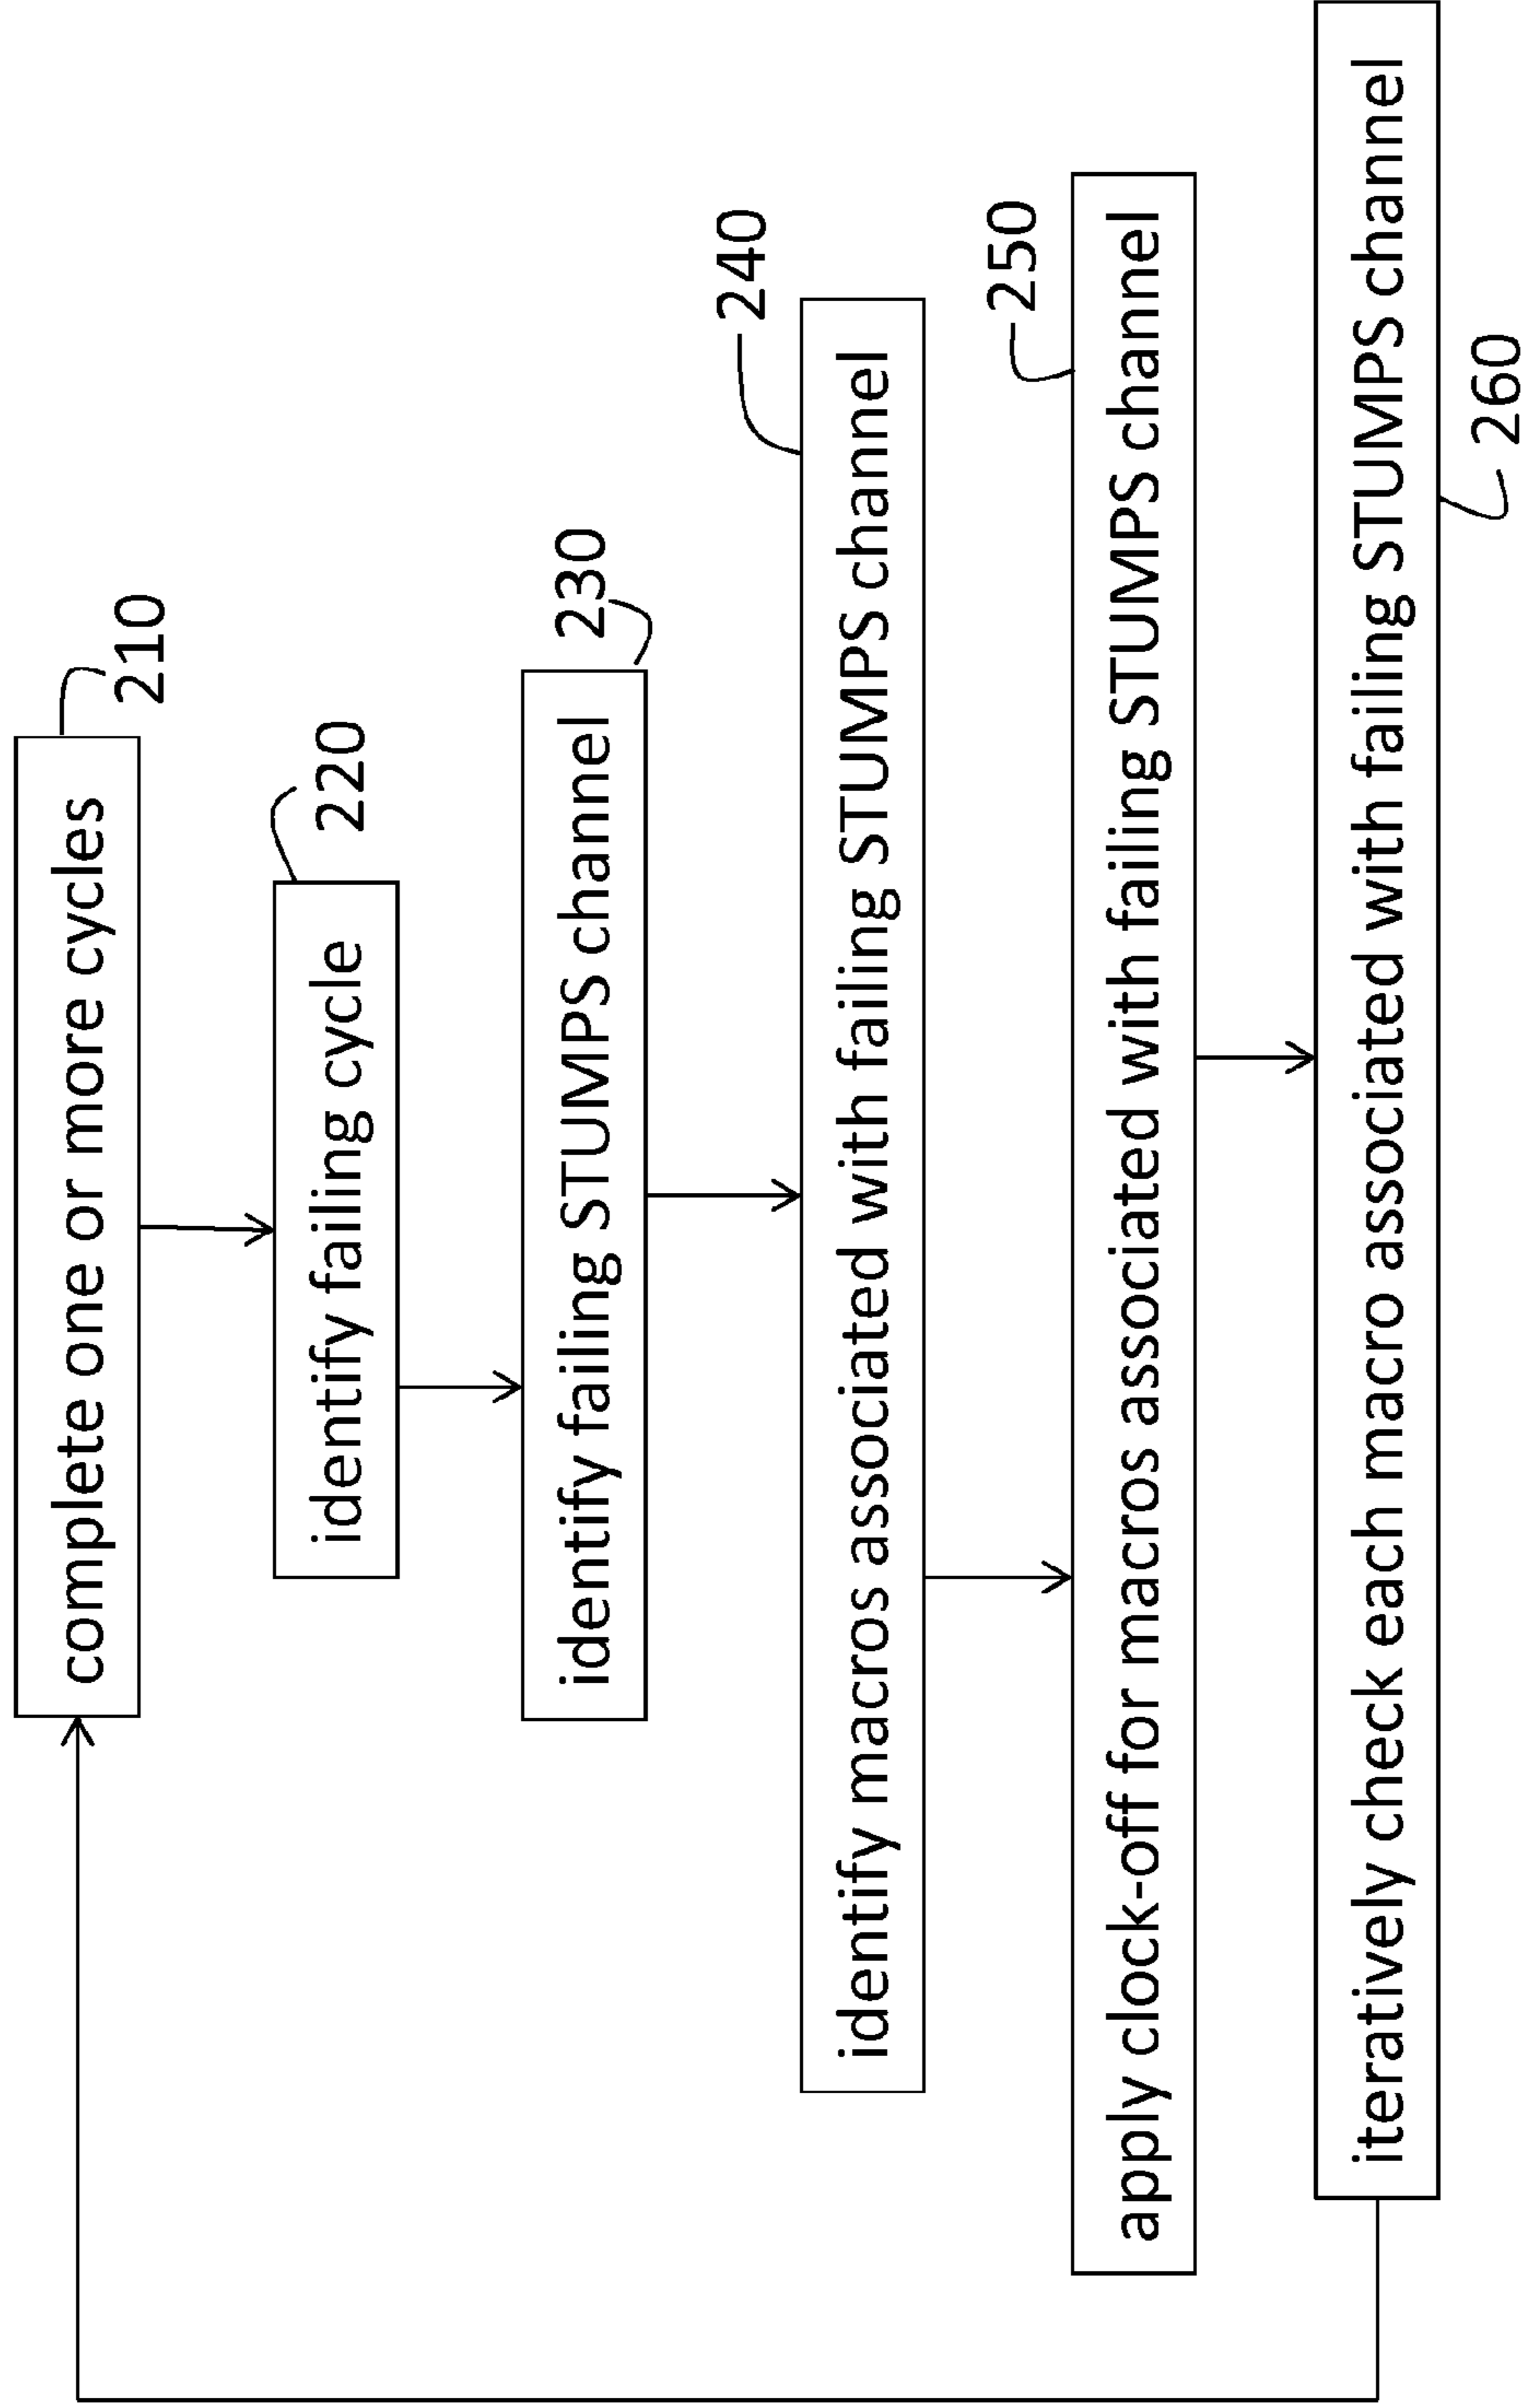 complete one or more cycles
210
identify failing cycle
220
identify failing STUMPS channel
230
identify macros associated with failing STUMPS channel
240
apply clock-off for macros associated with failing STUMPS channel
250
iteratively check each macro associated with failing STUMPS channel
260